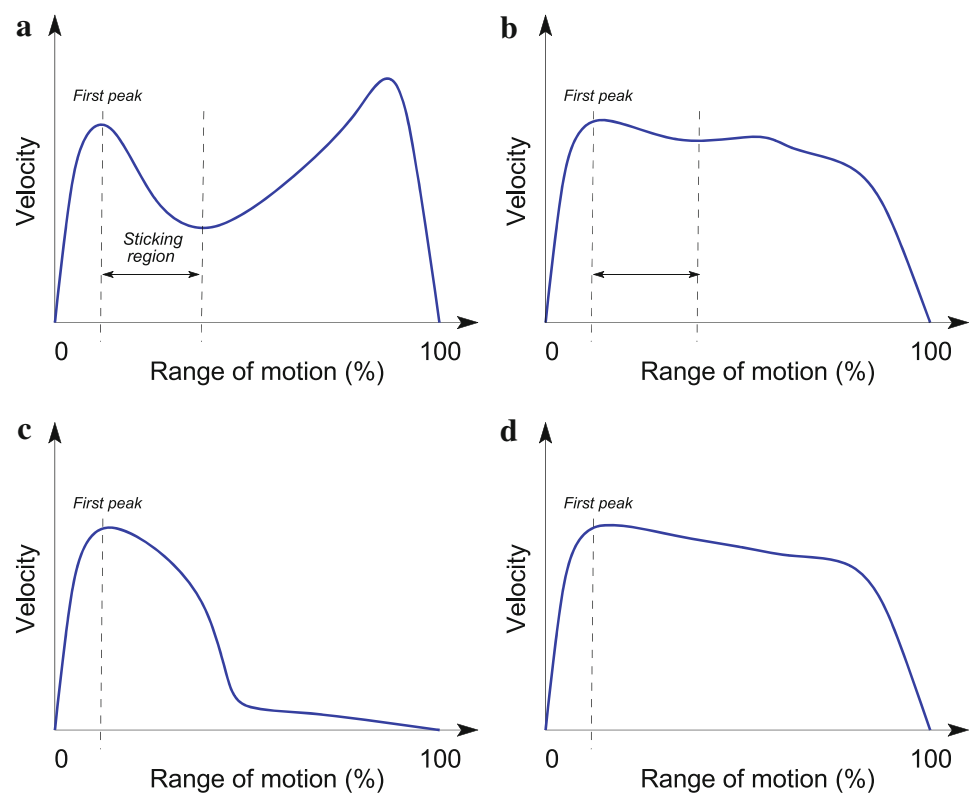 a
First peak
Sticking
region
Velocity
0
100
Range of motion (%)
b
First peak
Velocity
0
100
Range of motion (%)
c
First peak
Velocity
0
100
Range of motion (%)
d
First peak
Velocity
0
100
Range of motion (%)